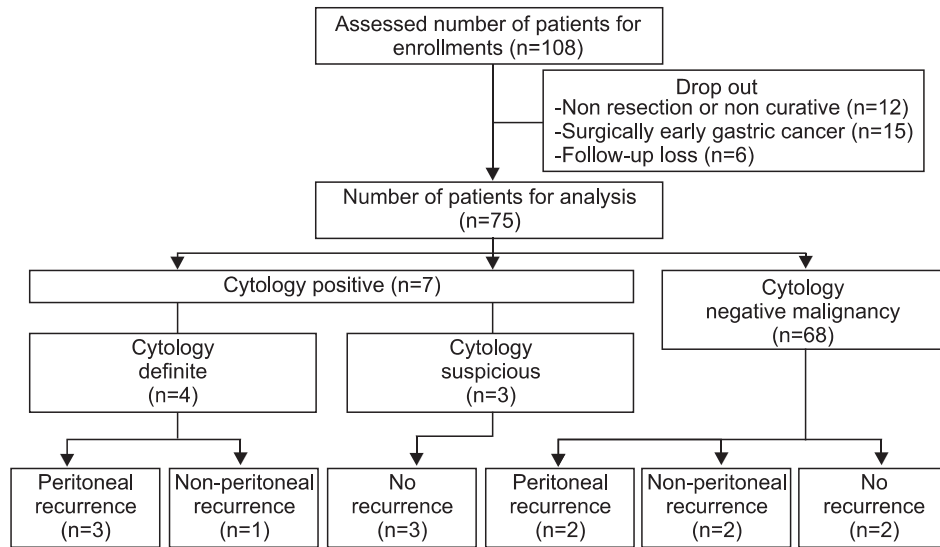 Assessed number of patients for
enrollments (n=108)
Drop out
-Non resection or non curative (n=12)
-Surgically early gastric cancer (n=15)
-Follow-up loss (n=6)
Number of patients for analysis
(n=75)
Cytology positive (n=7)
Cytology
negative malignancy
(n=68)
Cytology
definite
(n=4)
Cytology
suspicious
(n=3)
Peritoneal
recurrence
(n=3)
Non-peritoneal
recurrence
(n=1)
No
recurrence
(n=3)
Peritoneal
recurrence
(n=2)
Non-peritoneal
recurrence
(n=2)
No
recurrence
(n=2)